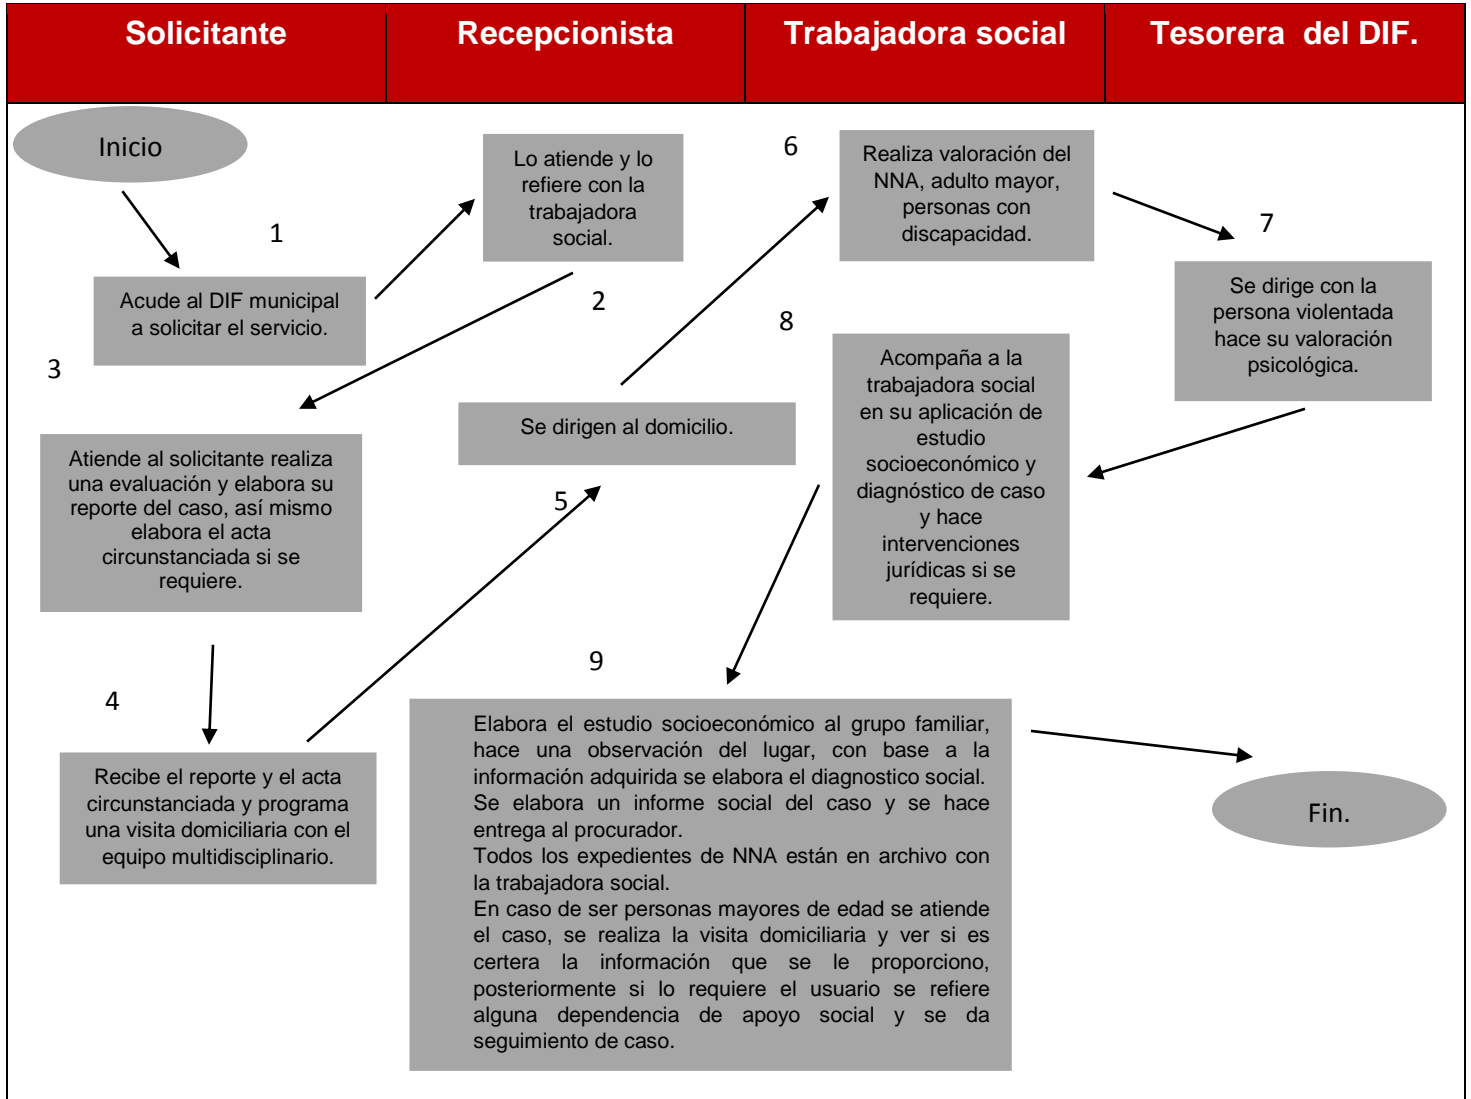 Solicitante
Recepcionista
Trabajadora social
Tesorera  del DIF.
Inicio
1
Acude al DIF municipal
a solicitar el servicio.
Lo atiende y lo
refiere con la
trabajadora
social.
2
3
Atiende al solicitante realiza
una evaluación y elabora su
reporte del caso, así mismo
elabora el acta
circunstanciada si se
requiere.
4
Recibe el reporte y el acta
circunstanciada y programa
una visita domiciliaria con el
equipo multidisciplinario.
5
Se dirigen al domicilio.
6
Realiza valoración del
NNA, adulto mayor,
personas con
discapacidad.
7
Se dirige con la
persona violentada
hace su valoración
psicológica.
8
Acompaña a la
trabajadora social
en su aplicación de
estudio
socioeconómico y
diagnóstico de caso
y hace
intervenciones
jurídicas si se
requiere.
9
Elabora el estudio socioeconómico al grupo familiar,
hace una observación del lugar, con base a la
información adquirida se elabora el diagnostico social.
Se elabora un informe social del caso y se hace
entrega al procurador.
Todos los expedientes de NNA están en archivo con
la trabajadora social.
En caso de ser personas mayores de edad se atiende
el caso, se realiza la visita domiciliaria y ver si es
certera la información que se le proporciono,
posteriormente si lo requiere el usuario se refiere
alguna dependencia de apoyo social y se da
seguimiento de caso.
Fin.